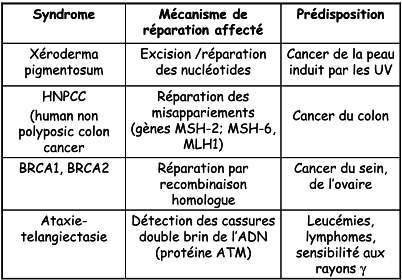 Syndrome
Mécanisme de
réparation affecté
Prédisposition
Xéroderma
pigmentosum
Excision /réparation
des nucléotides
Cancer de la peau
induit par les UV
HNPCC
(human non
polyposic colon
cancer
Réparation des
misappariements
(gènes MSH-2; MSH-6,
MLH1)
Cancer du colon
BRCA1, BRCA2
Réparation par
recombinaison
homologue
Cancer du sein,
de l'ovaire
Ataxie-
telangiectasie
Détection des cassures
double brin de l'ADN
(protéine ATM)
Leucémies,
lymphomes,
sensibilité aux
rayons γ